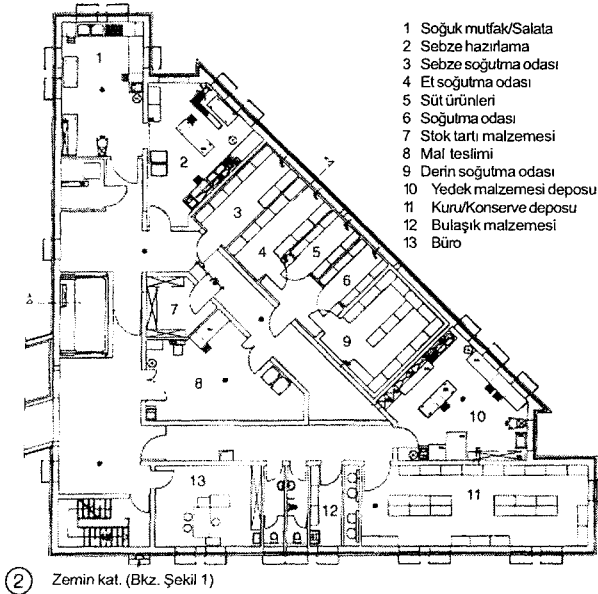 1 Soğuk mutfak/Salata
2 Sebze hazırlama
3 Sebze soğutma odası
4 Et soğutma odası
5 Süt ürünleri
6 Soğutma odası
7 Stok tartı malzemesi
8 Mal teslimi
9 Derin soğutma odası
10 Yedek malzemesi deposu
11 Kuru/Konserve deposu
12 Bulaşık malzemesi
13 Büro
1
2
3
4
5
6
7
8
9
10
11
12
13
2 Zemin kat. (Bkz. Şekil 1)